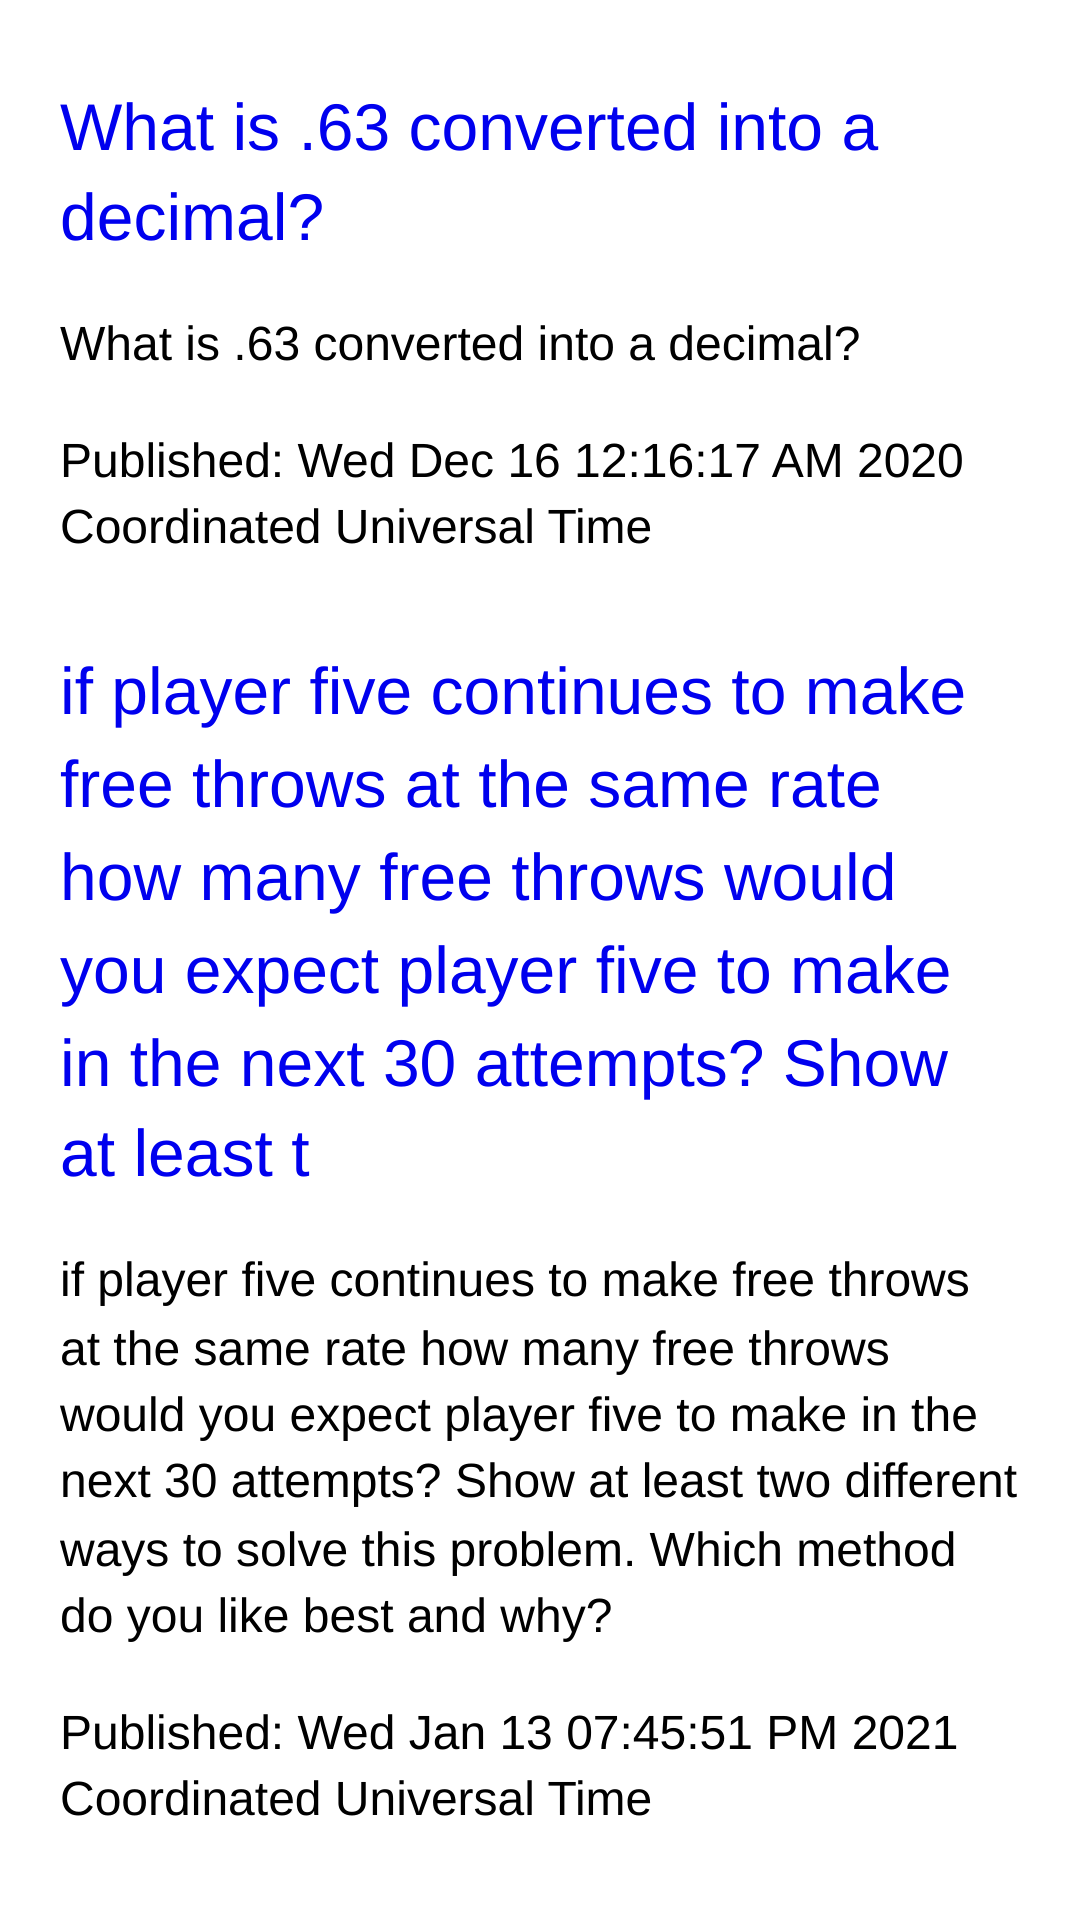 What is .63 converted into a
decimal?
What is .63 converted into a decimal?
Published: Wed Dec 16 12:16:17 AM 2020
Coordinated Universal Time
if player five continues to make
free throws at the same rate
how many free throws would
you expect player five to make
in the next 30 attempts? Show
at least t
if player five continues to make free throws
at the same rate how many free throws
would you expect player five to make in the
next 30 attempts? Show at least two different
ways to solve this problem. Which method
do you like best and why?
Published: Wed Jan 13 07:45:51 PM 2021
Coordinated Universal Time